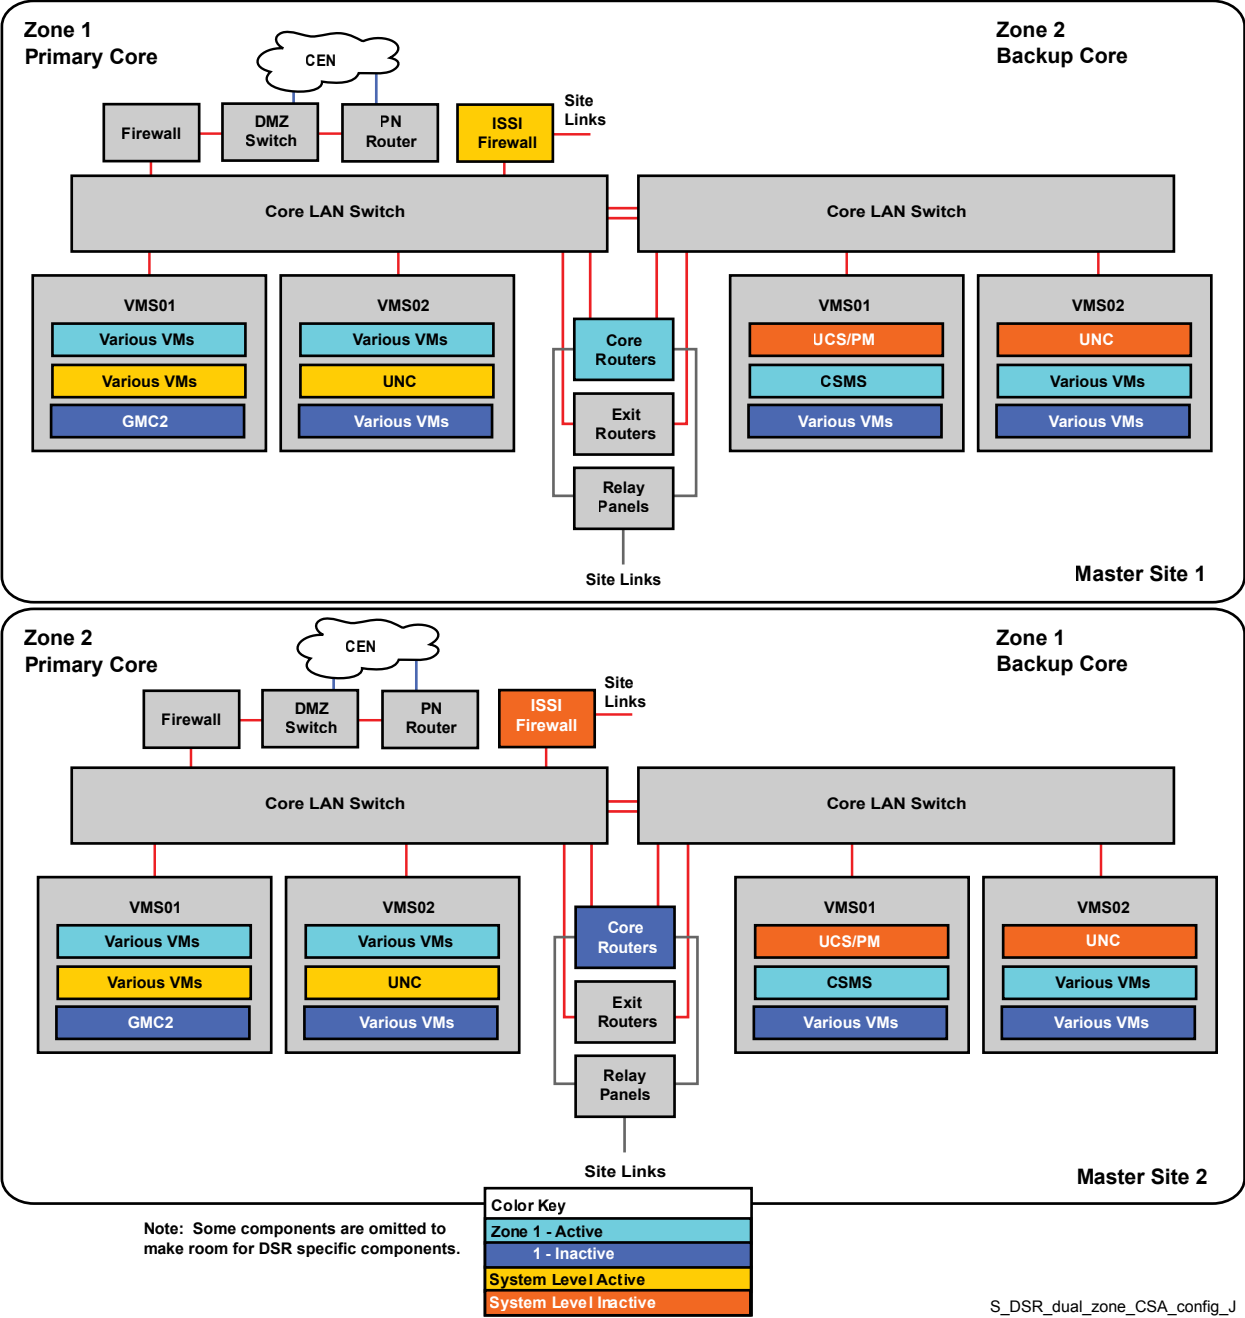 Zone 1
Primary Core
Zone 2
Backup Core
CEN
Site
Links
Firewall
DMZ
Switch
PN
Router
ISSI
Firewall
Core LAN Switch
Core LAN Switch
VMS01
Various VMs
Various VMs
GMC2
VMS02
Various VMs
UNC
Various VMs
Core
Routers
Exit
Routers
Relay
Panels
Site Links
VMS01
UCS/PM
CSMS
Various VMs
VMS02
UNC
Various VMs
Various VMs
Master Site 1
Zone 2
Primary Core
Zone 1
Backup Core
CEN
Site
Links
Firewall
DMZ
Switch
PN
Router
ISSI
Firewall
Core LAN Switch
Core LAN Switch
VMS01
Various VMs
Various VMs
GMC2
VMS02
Various VMs
UNC
Various VMs
Core
Routers
Exit
Routers
Relay
Panels
Site Links
VMS01
UCS/PM
CSMS
Various VMs
VMS02
UNC
Various VMs
Various VMs
Master Site 2
Note: Some components are omitted to
make room for DSR specific components.
Color Key
Zone 1 - Active
1 - Inactive
System Level Active
System Level Inactive
S_DSR_dual_zone_CSA_config_J